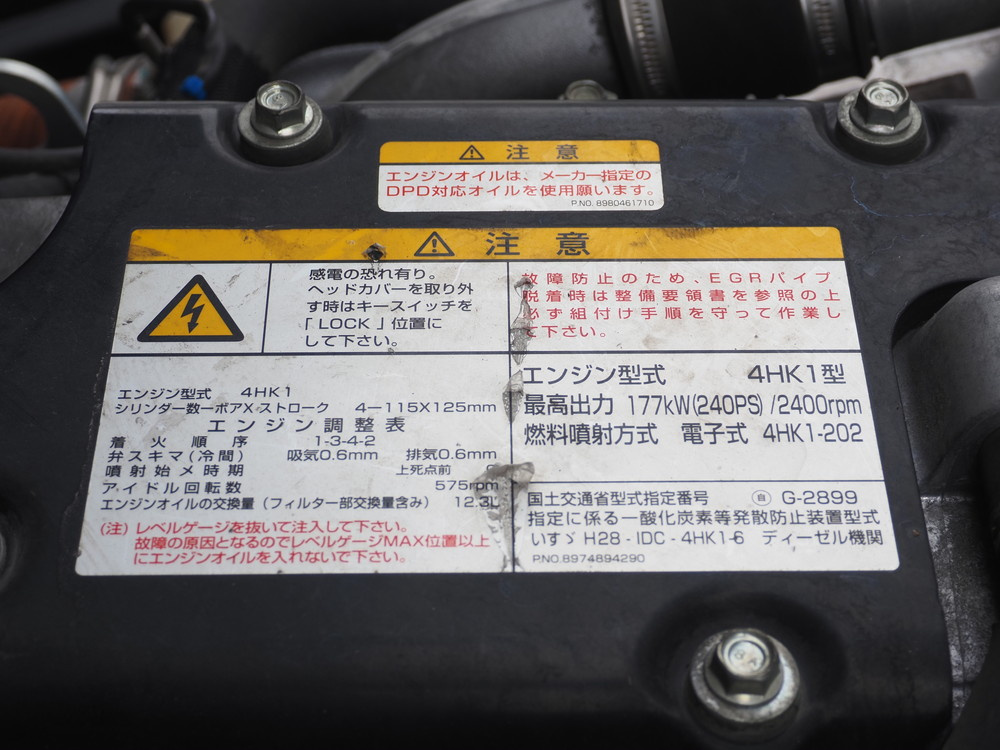 注意
エンジンオイルは、メーカー指定の
DPD対応オイルを使用願います。
P.NO. 8980461710
注意
感電の恐れ有り。
ヘッドカバーを取り外
す時はキースイッチを
「LOCK」位置に
して下さい。
故障防止のため、EGRパイプ
脱着時は整備要領書を参照の上
必ず組付け手順を守って作業し
て下さい。
エンジン型式 4HK1
シリンダー数ーボアXストローク 4-115X125mm
エンジン調整表
着火順序 1-3-4-2
弁スキマ(冷間) 吸気0.6mm 排気0.6mm
噴射始メ時期 上死点前
アイドル回転数 575rpm
エンジンオイルの交換量（フィルター部交換量含み） 12.3L
(注) レベルゲージを抜いて注入して下さい。
故障の原因となるのでレベルゲージMAX位置以上
にエンジンオイルを入れないで下さい。
エンジン型式 4HK1型
最高出力 177kW(240PS)/2400rpm
燃料噴射方式 電子式 4HK1-202
国土交通省型式指定番号 自 G-2899
指定に係る一酸化炭素等発散防止装置型式
いすゞ H28-IDC-4HK1-6 ディーゼル機関
P.NO.8974894290